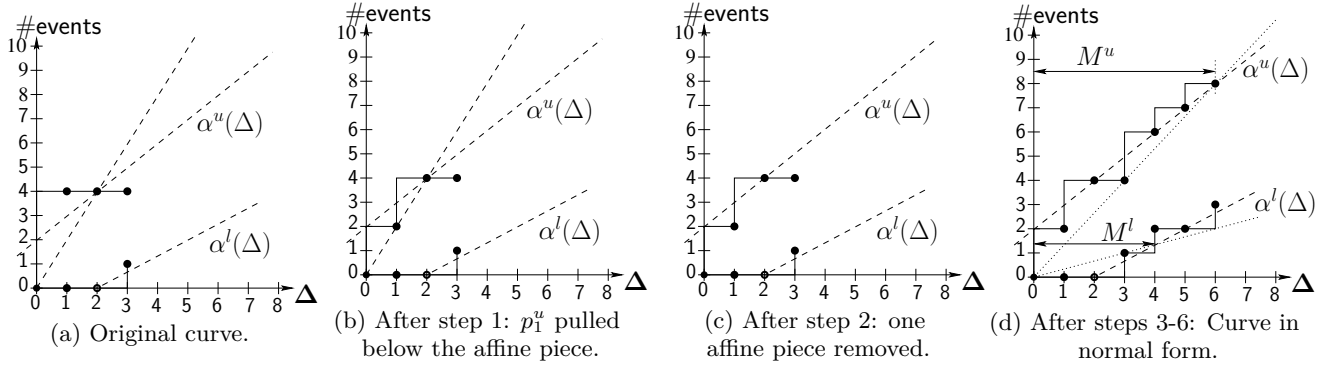 #events
10
9
8
7
6
5
4
3
2
1
0
0 1 2 3 4 5 6 7 8
Δ
α^u(Δ)
α^l(Δ)
(a) Original curve.
#events
10
9
8
7
6
5
4
3
2
1
0
0 1 2 3 4 5 6 7 8
Δ
α^u(Δ)
α^l(Δ)
(b) After step 1: p_1^u pulled
below the affine piece.
#events
10
9
8
7
6
5
4
3
2
1
0
0 1 2 3 4 5 6 7 8
Δ
α^u(Δ)
α^l(Δ)
(c) After step 2: one
affine piece removed.
#events
10
9
8
7
6
5
4
3
2
1
0
0 1 2 3 4 5 6 7 8
Δ
M^u
α^u(Δ)
M^l
α^l(Δ)
(d) After steps 3-6: Curve in
normal form.